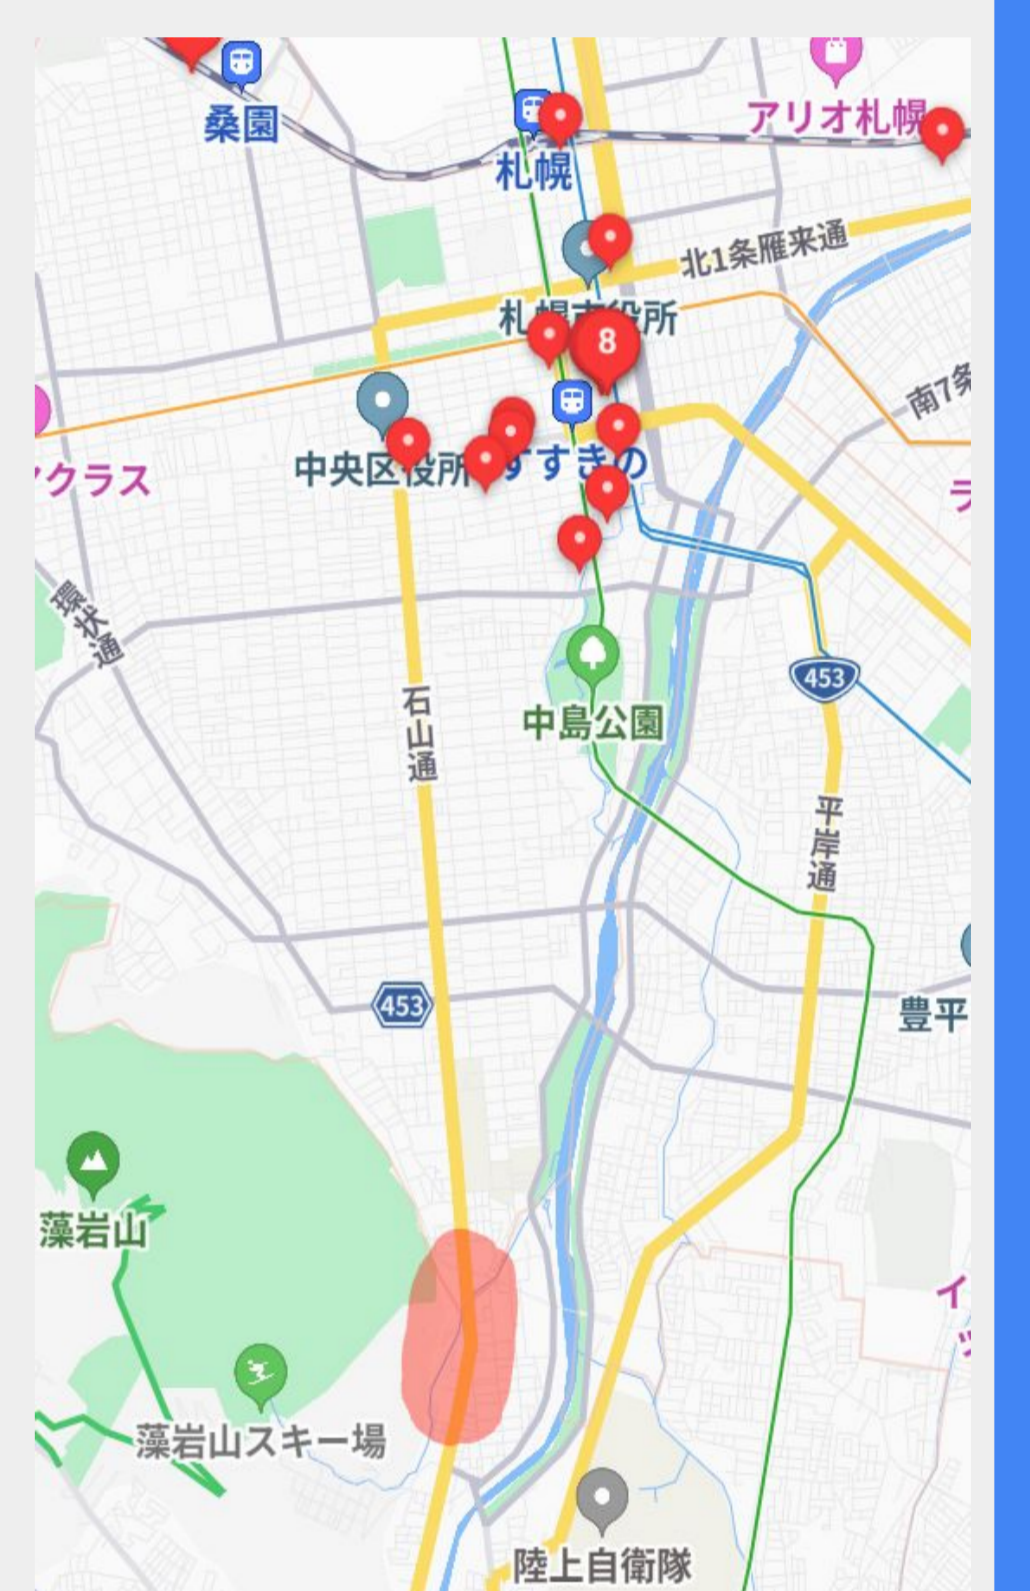 桑園
アリオ札幌
札幌
北1条雁来通
札幌市役所
8
南7条
クラス
中央区役所
すすきの
ラ
環状通
453
石山通
中島公園
平岸通
453
豊平
藻岩山
イ
ツ
藻岩山スキー場
陸上自衛隊